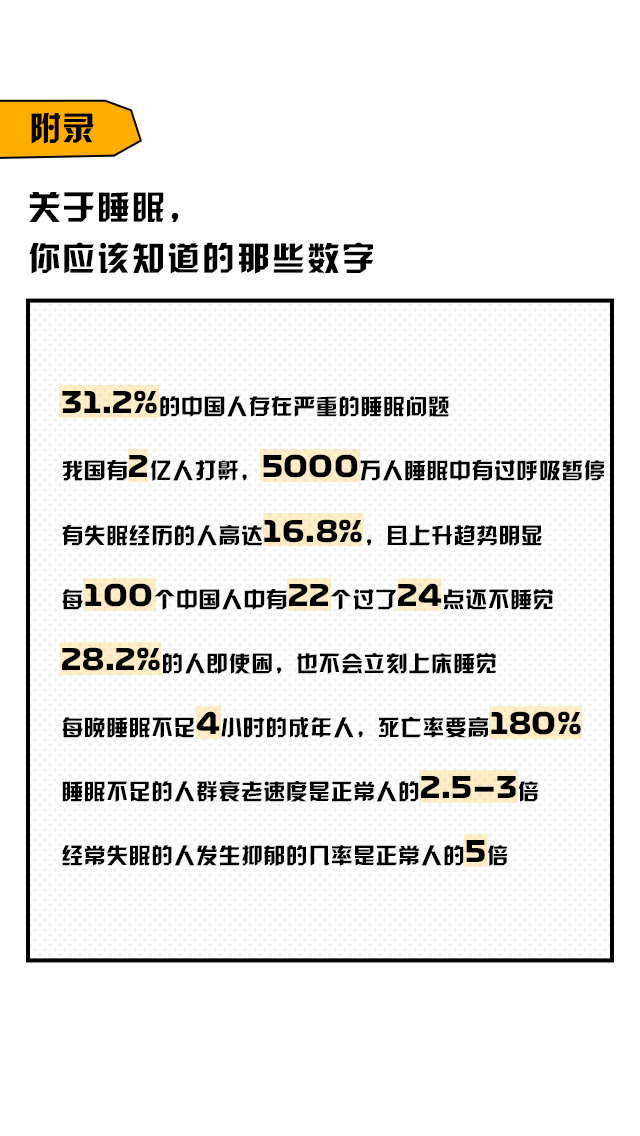 附录
关于睡眠，
你应该知道的那些数字
31.2%的中国人存在严重的睡眠问题
我国有2亿人打鼾，5000万人睡眠中有过呼吸暂停
有失眠经历的人高达16.8%，且上升趋势明显
每100个中国人中有22个过了24点还不睡觉
28.2%的人即使困，也不会立刻上床睡觉
每晚睡眠不足4小时的成年人，死亡率要高180%
睡眠不足的人群衰老速度是正常人的2.5-3倍
经常失眠的人发生抑郁的几率是正常人的5倍